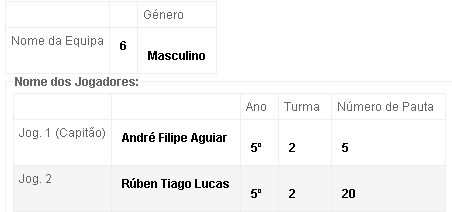 Género
Nome da Equipa 6 Masculino
Nome dos Jogadores:
Ano Turma Número de Pauta
Jog. 1 (Capitão) André Filipe Aguiar 5º 2 5
Jog. 2 Rúben Tiago Lucas 5º 2 20